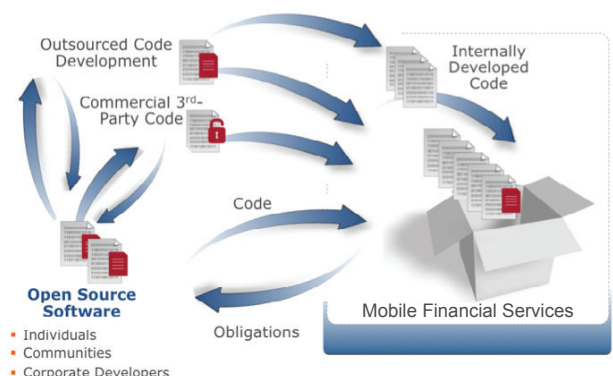 Outsourced Code
Development
Commercial 3rd-
Party Code
Internally
Developed
Code
Code
Open Source
Software
Mobile Financial Services
Obligations
▪ Individuals
▪ Communities
▪ Corporate Developers